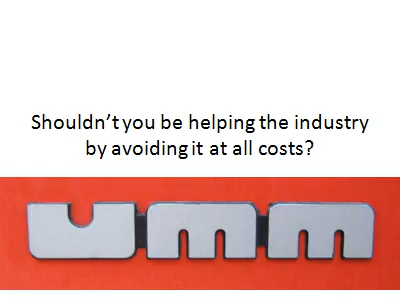 Shouldn't you be helping the industry
by avoiding it at all costs?
umm